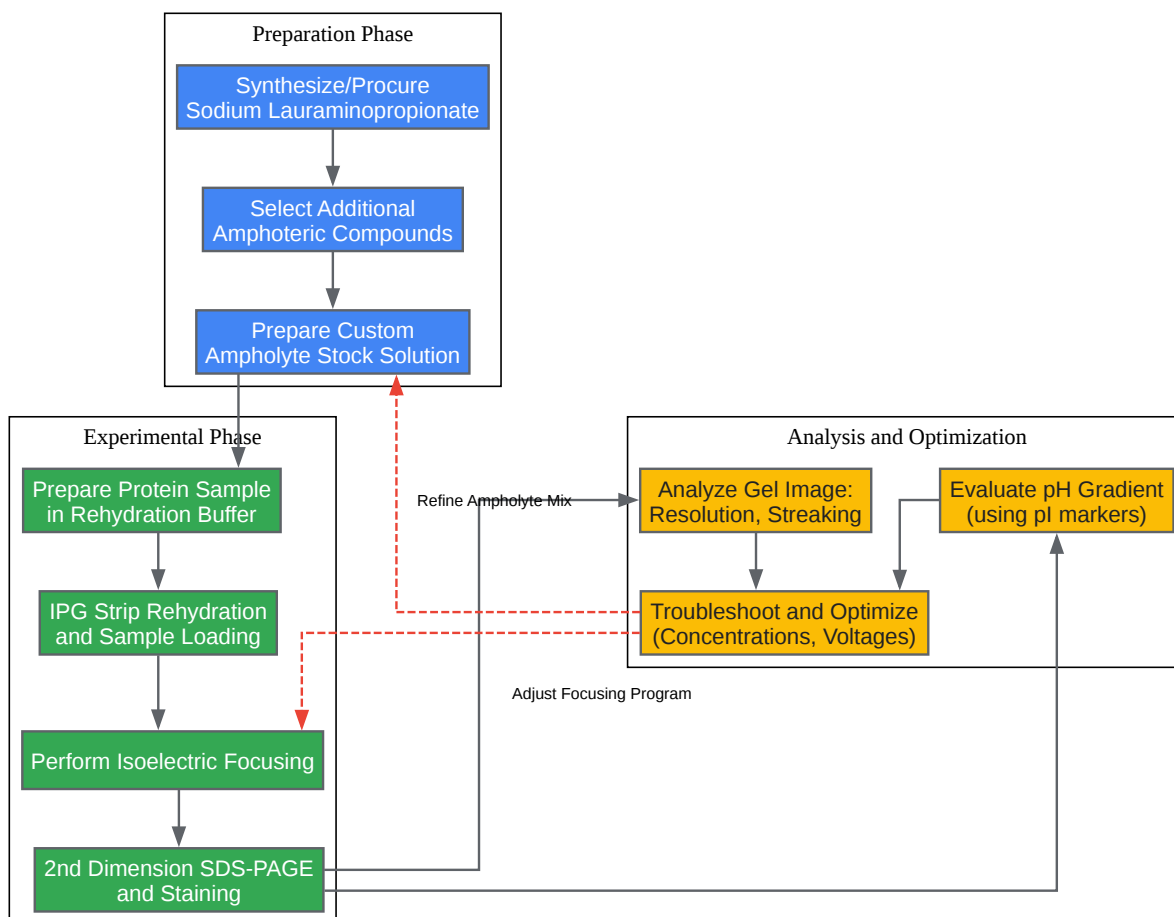 Preparation Phase
Synthesize/Procure
Sodium Lauraminopropionate
Select Additional
Amphoteric Compounds
Prepare Custom
Ampholyte Stock Solution
Experimental Phase
Prepare Protein Sample
in Rehydration Buffer
IPG Strip Rehydration
and Sample Loading
Perform Isoelectric Focusing
2nd Dimension SDS-PAGE
and Staining
Refine Ampholyte Mix
Adjust Focusing Program
Analysis and Optimization
Analyze Gel Image:
Resolution, Streaking
Evaluate pH Gradient
(using pI markers)
Troubleshoot and Optimize
(Concentrations, Voltages)